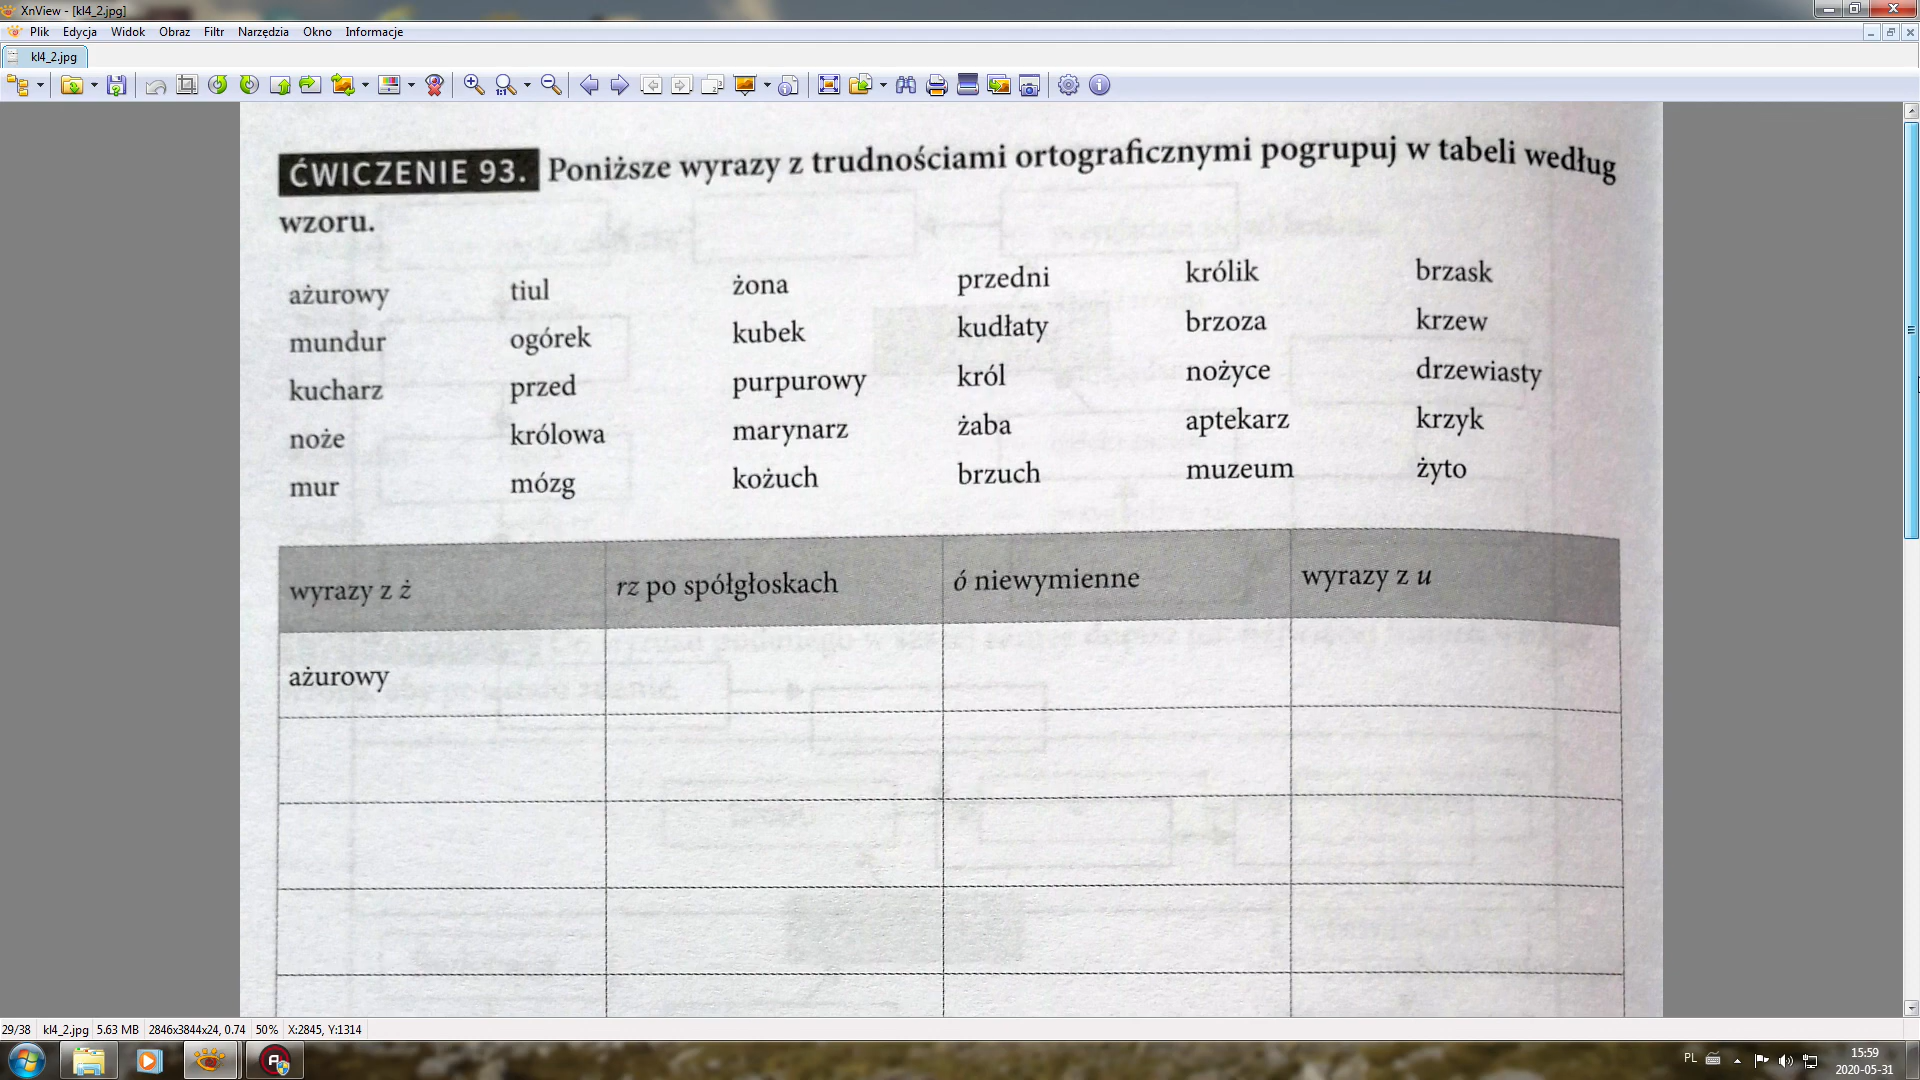 XnView - [kl4_2.jpg]
Plik Edycja Widok Obraz Filtr Narzędzia Okno Informacje
kl4_2.jpg
ĆWICZENIE 93. Poniższe wyrazy z trudnościami ortograficznymi pogrupuj w tabeli według
wzoru.
ażurowy tiul żona przedni królik brzask
mundur ogórek kubek kudłaty brzoza krzew
kucharz przed purpurowy król nożyce drzewiasty
noże królowa marynarz żaba aptekarz krzyk
mur mózg kożuch brzuch muzeum żyto
wyrazy z ż rz po spółgłoskach ó niewymienne wyrazy z u
ażurowy
29/38 kl4_2.jpg 5.63 MB 2846x3844x24, 0.74 50% X:2845, Y:1314
PL 15:59
2020-05-31